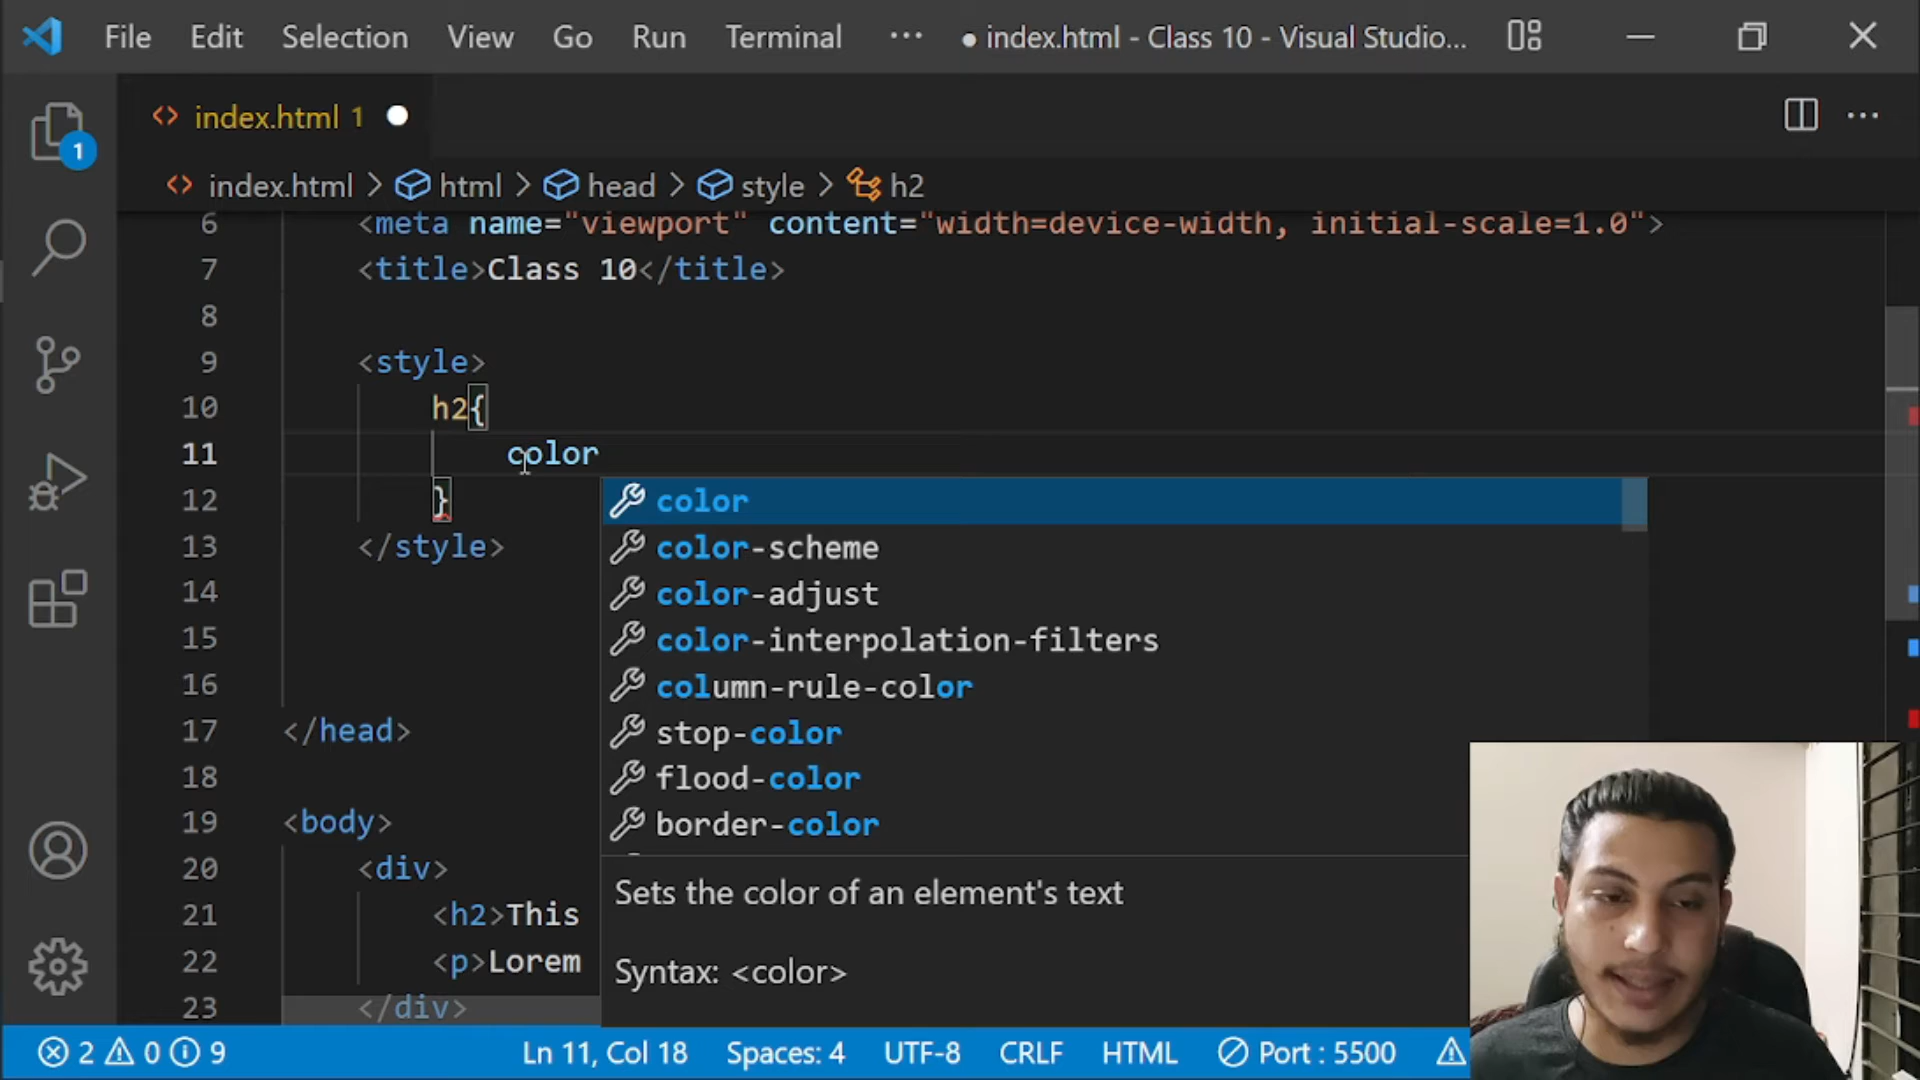 File Edit Selection View Go Run Terminal ··· ● index.html - Class 10 - Visual Studio...
index.html 1
1
index.html > html > head > style > h2
6 <meta name="viewport" content="width=device-width, initial-scale=1.0">
7 <title>Class 10</title>
8
9 <style>
10 h2{
11 color
12 }
13 </style>
14
15
16
17 </head>
18
19 <body>
20 <div>
21 <h2>This
22 <p>Lorem
23 </div>
color
color-scheme
color-adjust
color-interpolation-filters
column-rule-color
stop-color
flood-color
border-color
Sets the color of an element's text
Syntax: <color>
2 0 9 Ln 11, Col 18 Spaces: 4 UTF-8 CRLF HTML Port : 5500